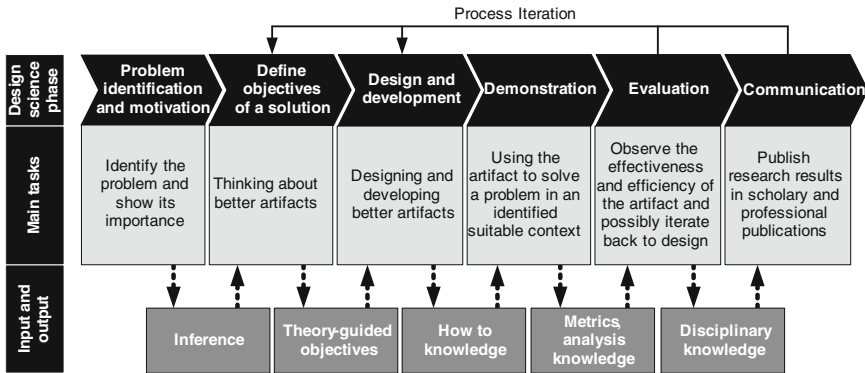 Process Iteration
Design
science
phase
Problem
identification
and motivation
Define
objectives
of a solution
Design and
development
Demonstration
Evaluation
Communication
Main tasks
Identify the
problem and
show its
importance
Thinking about
better artifacts
Designing and
developing
better artifacts
Using the
artifact to solve
a problem in an
identified
suitable context
Observe the
effectiveness
and efficiency of
the artifact and
possibly iterate
back to design
Publish
research results
in scholary and
professional
publications
Input and
output
Inference
Theory-guided
objectives
How to
knowledge
Metrics,
analysis
knowledge
Disciplinary
knowledge